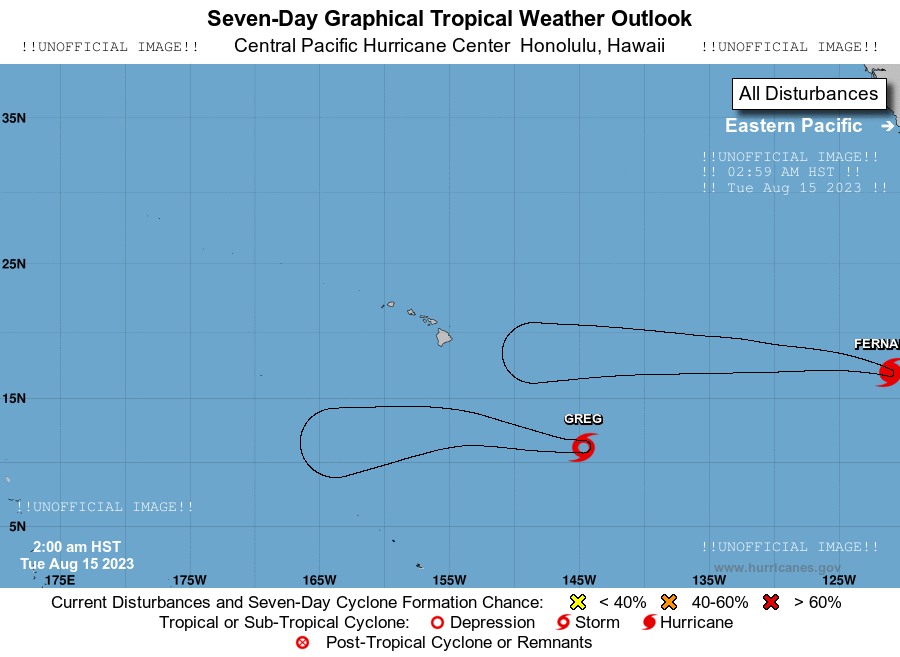 Seven-Day Graphical Tropical Weather Outlook
!!UNOFFICIAL IMAGE!! Central Pacific Hurricane Center Honolulu, Hawaii !!UNOFFICIAL IMAGE!!
All Disturbances
35N
Eastern Pacific →
!!UNOFFICIAL IMAGE!!
!! 02:59 AM HST !!
!! Tue Aug 15 2023 !!
25N
FERNA
15N
GREG
!!UNOFFICIAL IMAGE!!
5N
2:00 am HST
Tue Aug 15 2023
!!UNOFFICIAL IMAGE!!
www.hurricanes.gov
175E 175W 165W 155W 145W 135W 125W
Current Disturbances and Seven-Day Cyclone Formation Chance: < 40% 40-60% > 60%
Tropical or Sub-Tropical Cyclone: Depression Storm Hurricane
Post-Tropical Cyclone or Remnants